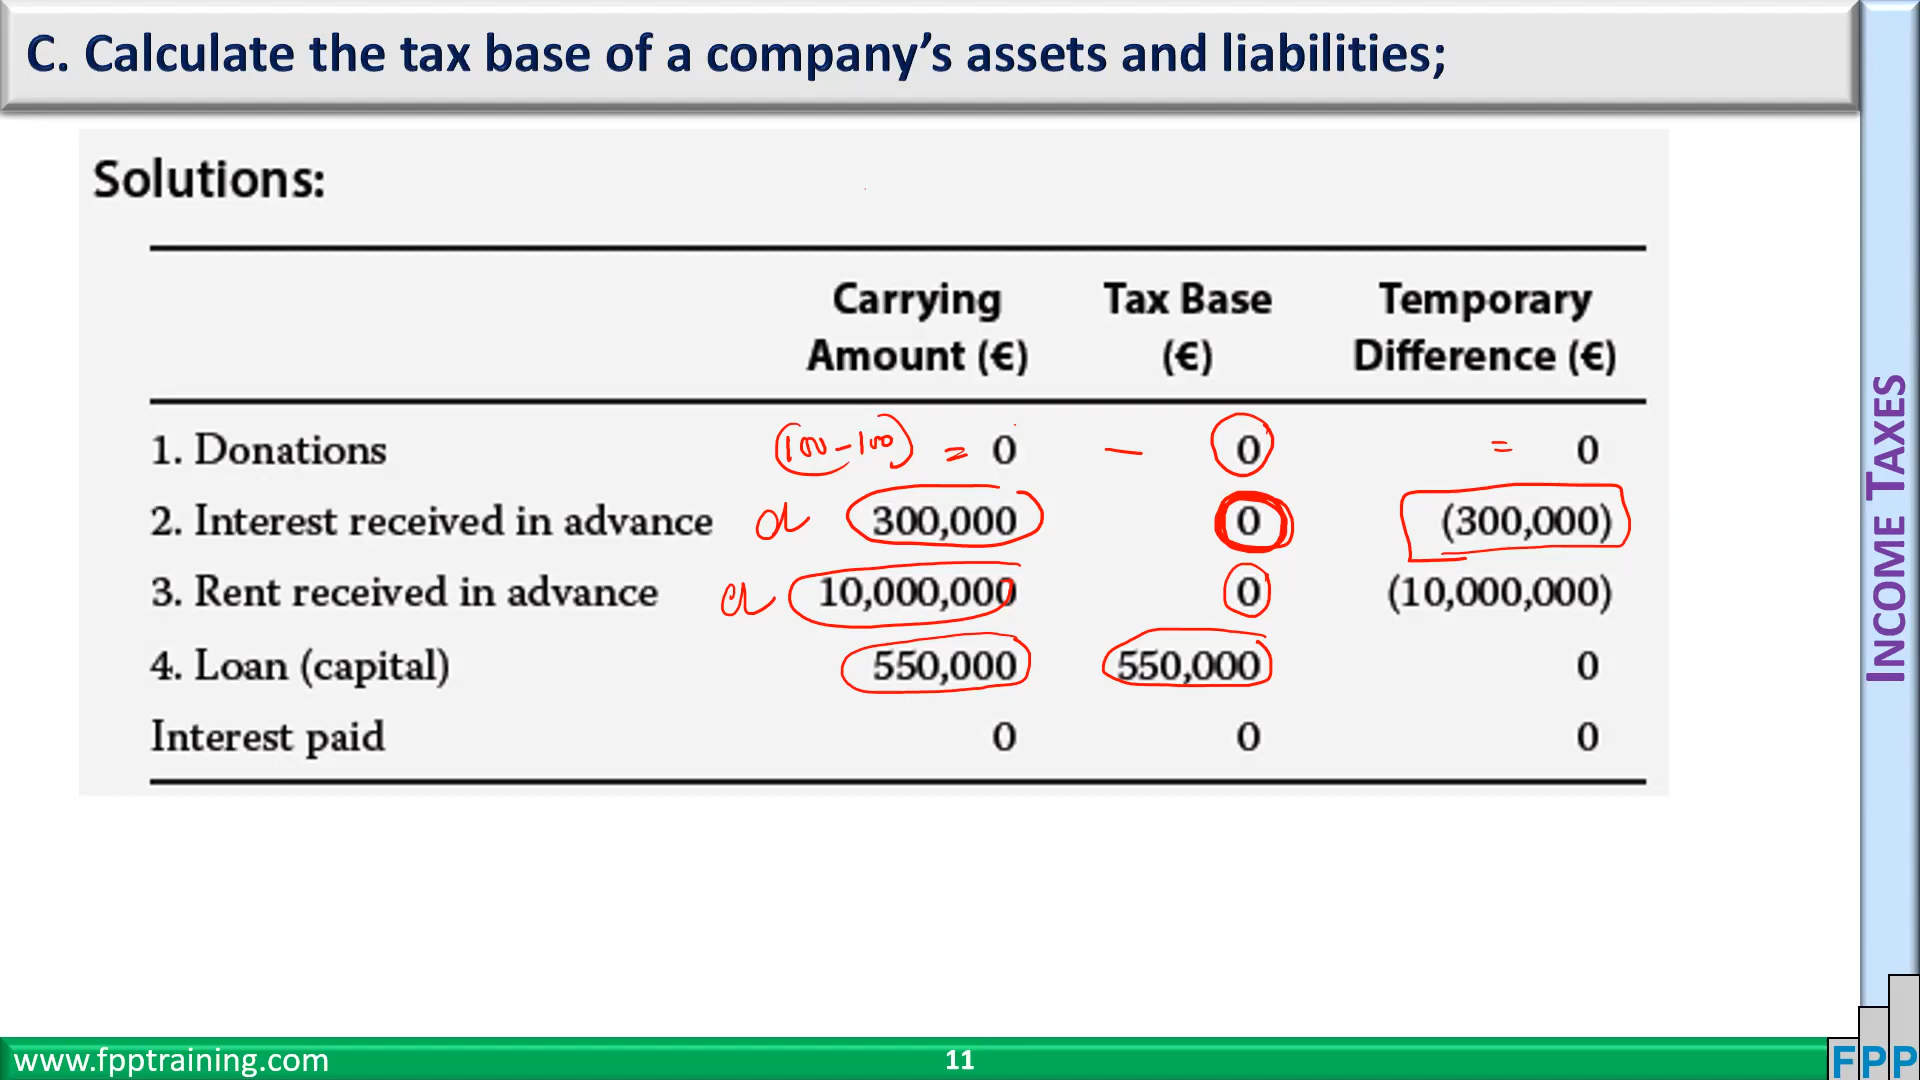 C. Calculate the tax base of a company’s assets and liabilities;
Solutions:
Carrying Amount (€) Tax Base (€) Temporary Difference (€)
1. Donations (100 - 100) = 0 — 0 = 0
2. Interest received in advance 300,000 0 (300,000)
3. Rent received in advance 10,000,000 0 (10,000,000)
4. Loan (capital) 550,000 550,000 0
Interest paid 0 0 0
INCOME TAXES
www.fpptraining.com 11 FPP